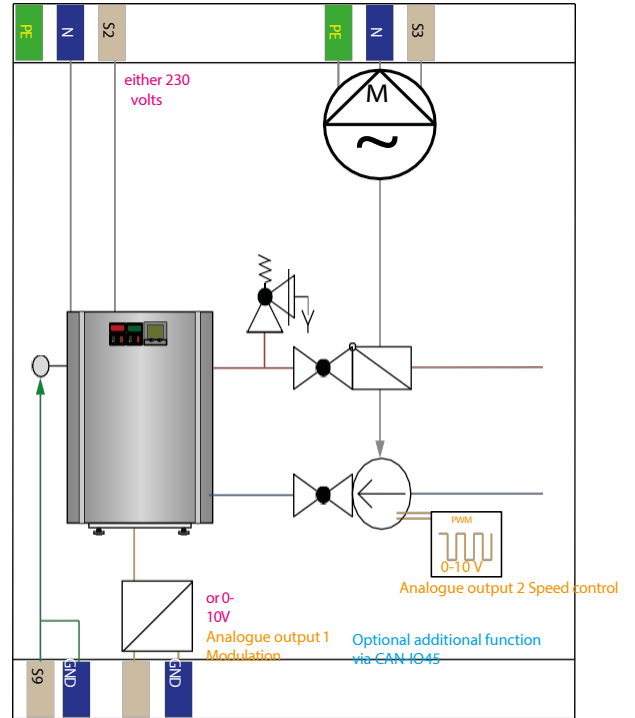 PE
N
S2
PE
N
S3
either 230
volts
M
~
PWM
0-10 V
Analogue output 2 Speed control
or 0-
10V
Analogue output 1
Modulation
Optional additional function
via CAN-IO45
S9
GND
GND